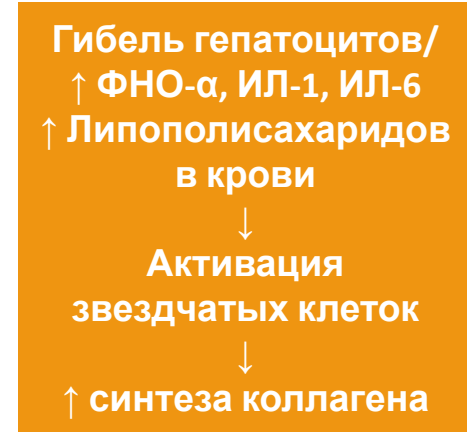 Гибель гепатоцитов/
↑ ФНО-α, ИЛ-1, ИЛ-6
↑ Липополисахаридов
в крови
↓
Активация
звездчатых клеток
↓
↑ синтеза коллагена